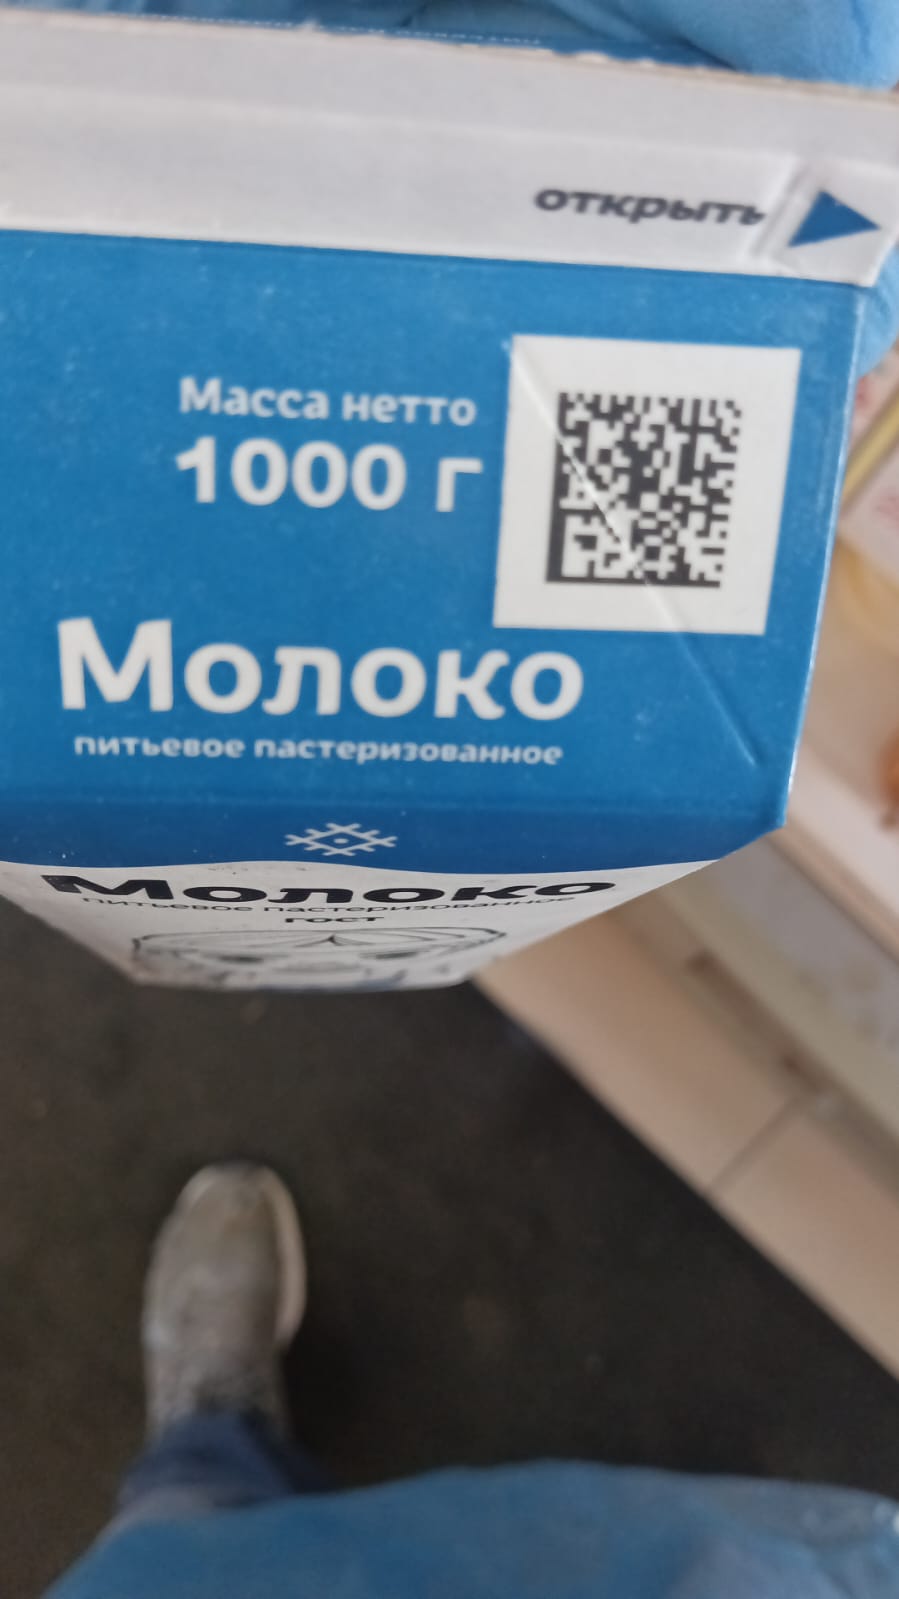 открыть
Масса нетто
1000 г
Молоко
питьевое пастеризованное
Молоко
питьевое пастеризованное
ГОСТ